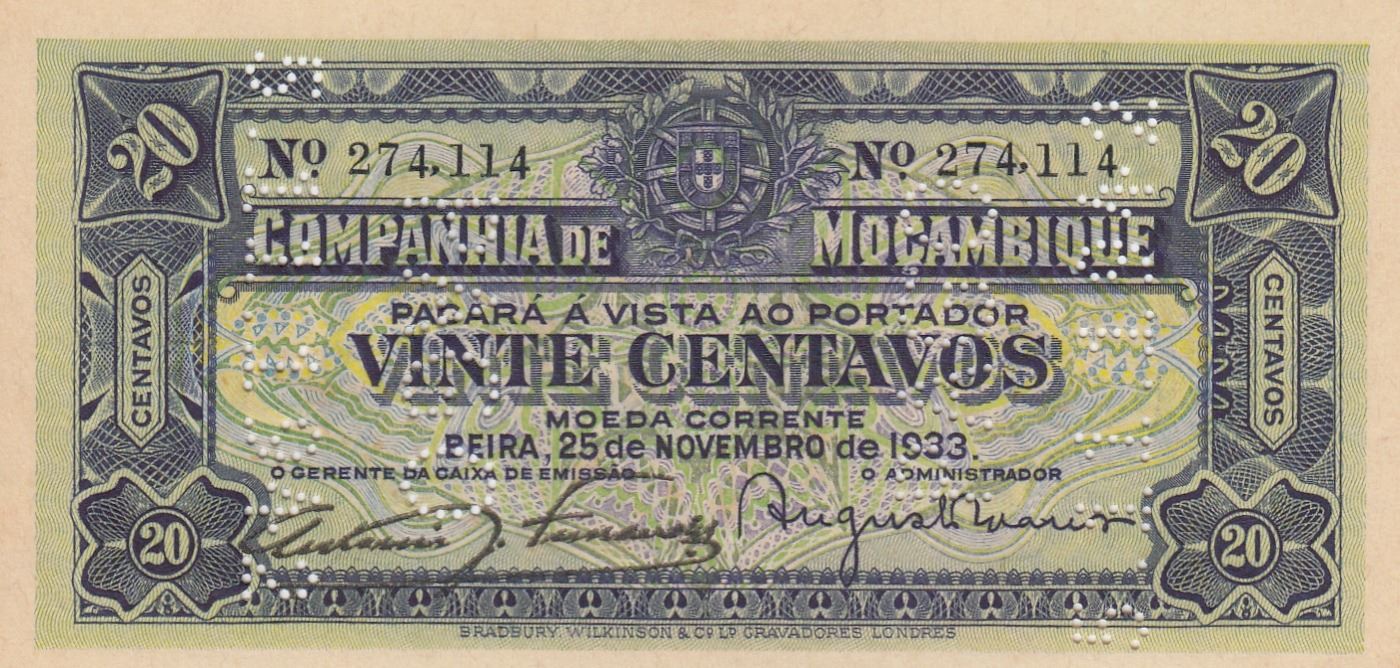 20 20
Nº 274,114 Nº 274,114
COMPANHIA DE MOÇAMBIQUE
PAGARÁ Á VISTA AO PORTADOR
VINTE CENTAVOS
CENTAVOS CENTAVOS
MOEDA CORRENTE
BEIRA, 25 de NOVEMBRO de 1933.
O GERENTE DA CAIXA DE EMISSÃO O ADMINISTRADOR
20 20
BRADBURY, WILKINSON & Cº Lᴰ GRAVADORES LONDRES